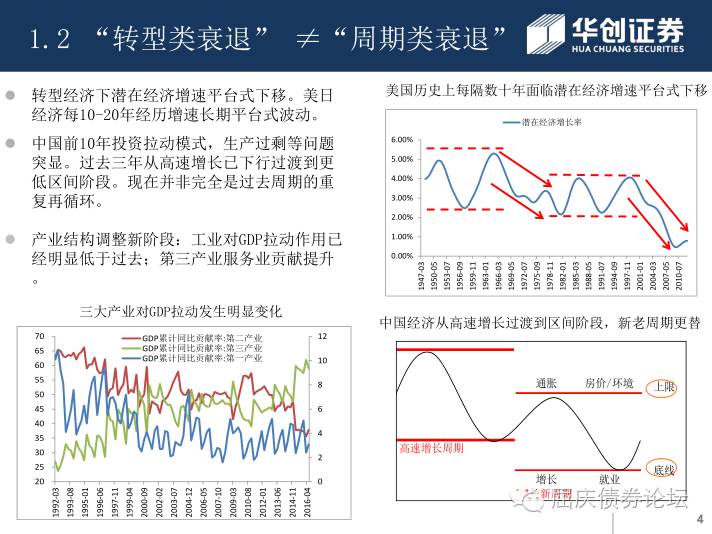 1.2 “转型类衰退” ≠“周期类衰退”
华创证券
HUA CHUANG SECURITIES
转型经济下潜在经济增速平台式下移。美日
经济每10-20年经历增速长期平台式波动。
中国前10年投资拉动模式，生产过剩等问题
突显。过去三年从高速增长已下行过渡到更
低区间阶段。现在并非完全是过去周期的重
复再循环。
产业结构调整新阶段：工业对GDP拉动作用已
经明显低于过去；第三产业服务业贡献提升
。
三大产业对GDP拉动发生明显变化
GDP累计同比贡献率:第二产业
GDP累计同比贡献率:第三产业
GDP累计同比贡献率:第一产业
70
65
60
55
50
45
40
35
30
25
20
12
10
8
6
4
2
0
1992-03
1993-08
1995-01
1996-06
1997-11
1999-04
2000-09
2002-02
2003-07
2004-12
2006-05
2007-10
2009-03
2010-08
2012-01
2013-06
2014-11
2016-04
美国历史上每隔数十年面临潜在经济增速平台式下移
潜在经济增长率
6.00%
5.00%
4.00%
3.00%
2.00%
1.00%
0.00%
1947-03
1950-05
1953-07
1956-09
1959-11
1963-01
1966-03
1969-05
1972-07
1975-09
1978-11
1982-01
1985-03
1988-05
1991-07
1994-09
1997-11
2001-01
2004-03
2007-05
2010-07
中国经济从高速增长过渡到区间阶段，新老周期更替
通胀 房价/环境 上限
高速增长周期
底线
增长 就业
新周期
屈庆债券论坛
4